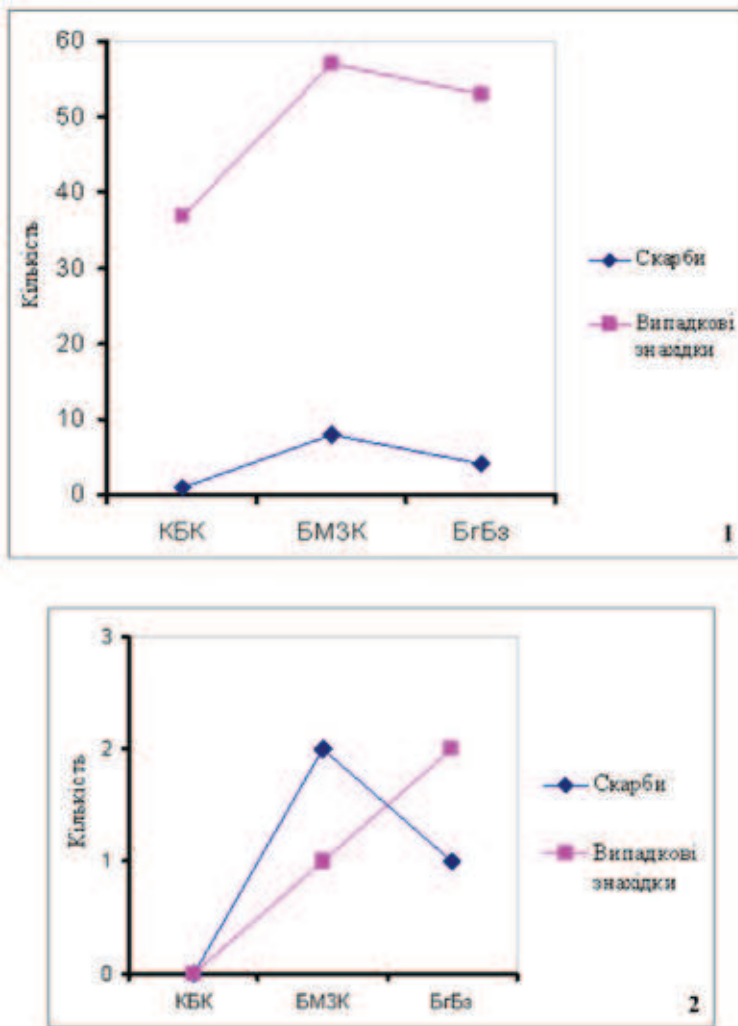 60
50
40
30
20
10
0
Кількість
КБК
БМЗК
БгБз
Скарби
Випадкові
знахідки
1
3
2
1
0
Кількість
КБК
БМЗК
БгБз
Скарби
Випадкові
знахідки
2